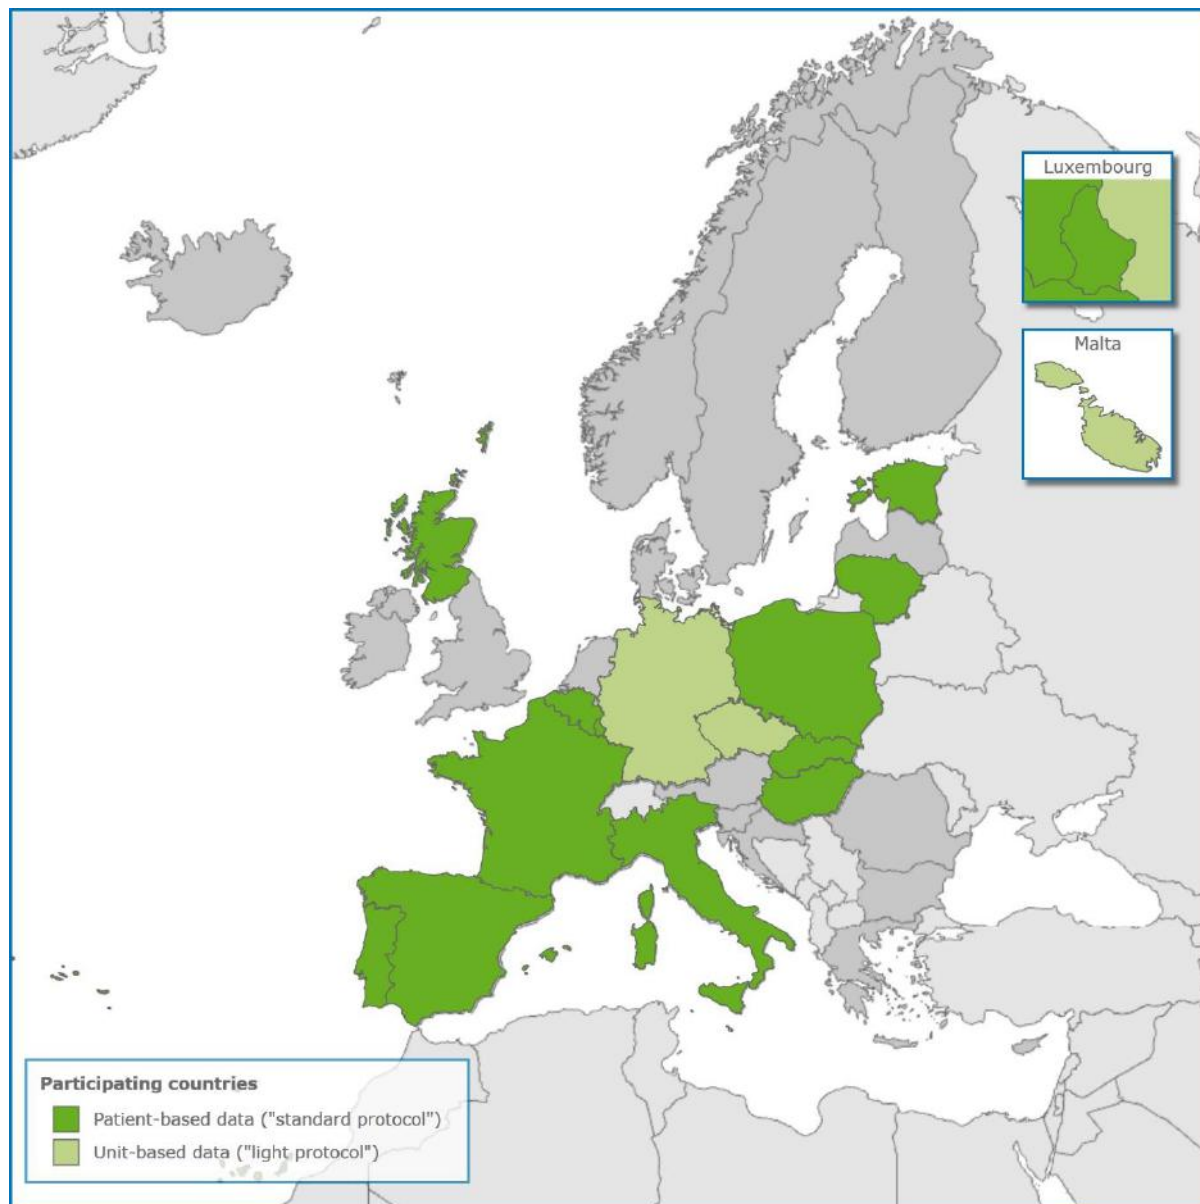 Luxembourg
Malta
Participating countries
Patient-based data ("standard protocol")
Unit-based data ("light protocol")